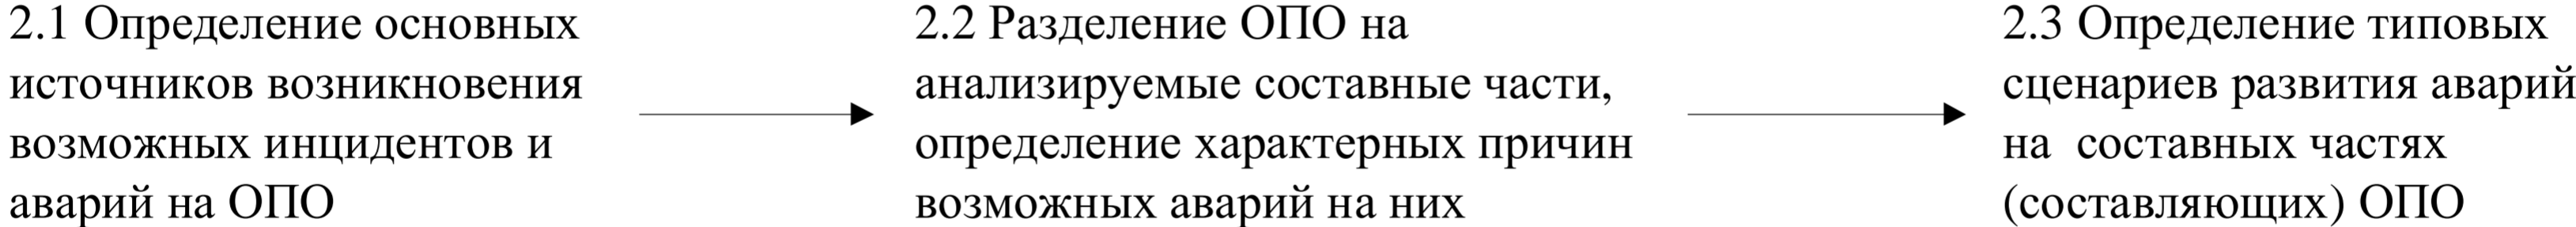 2.1 Определение основных
источников возникновения
возможных инцидентов и
аварий на ОПО
2.2 Разделение ОПО на
анализируемые составные части,
определение характерных причин
возможных аварий на них
2.3 Определение типовых
сценариев развития аварий
на составных частях
(составляющих) ОПО